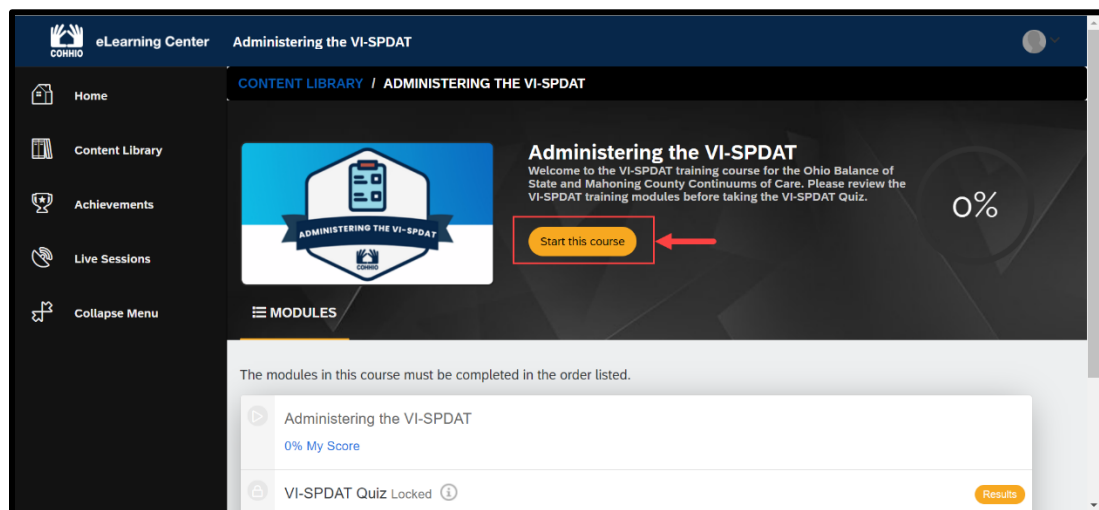 COHHIO
eLearning Center
Administering the VI-SPDAT
Home
Content Library
Achievements
Live Sessions
Collapse Menu
CONTENT LIBRARY / ADMINISTERING THE VI-SPDAT
ADMINISTERING THE VI-SPDAT
COHHIO
Administering the VI-SPDAT
Welcome to the VI-SPDAT training course for the Ohio Balance of
State and Mahoning County Continuums of Care. Please review the
VI-SPDAT training modules before taking the VI-SPDAT Quiz.
Start this course
0%
MODULES
The modules in this course must be completed in the order listed.
Administering the VI-SPDAT
0% My Score
VI-SPDAT Quiz Locked
Results